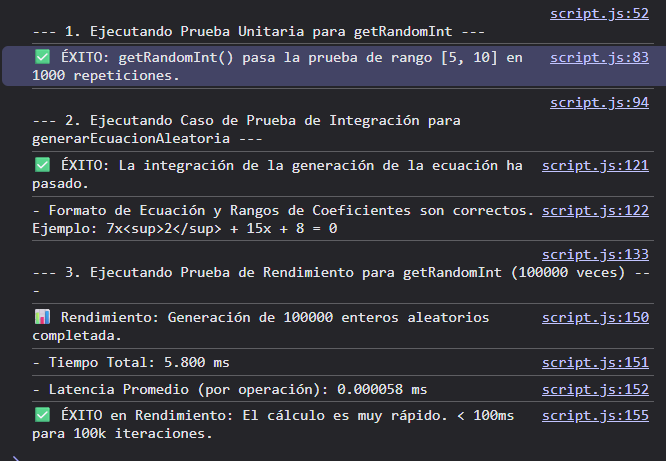 script.js:52
--- 1. Ejecutando Prueba Unitaria para getRandomInt ---
✅ ÉXITO: getRandomInt() pasa la prueba de rango [5, 10] en script.js:83
1000 repeticiones.
script.js:94
--- 2. Ejecutando Caso de Prueba de Integración para
generarEcuacionAleatoria ---
✅ ÉXITO: La integración de la generación de la ecuación ha script.js:121
pasado.
- Formato de Ecuación y Rangos de Coeficientes son correctos. script.js:122
Ejemplo: 7x<sup>2</sup> + 15x + 8 = 0
script.js:133
--- 3. Ejecutando Prueba de Rendimiento para getRandomInt (100000 veces) --
-
📊 Rendimiento: Generación de 100000 enteros aleatorios script.js:150
completada.
- Tiempo Total: 5.800 ms script.js:151
- Latencia Promedio (por operación): 0.000058 ms script.js:152
✅ ÉXITO en Rendimiento: El cálculo es muy rápido. < 100ms script.js:155
para 100k iteraciones.